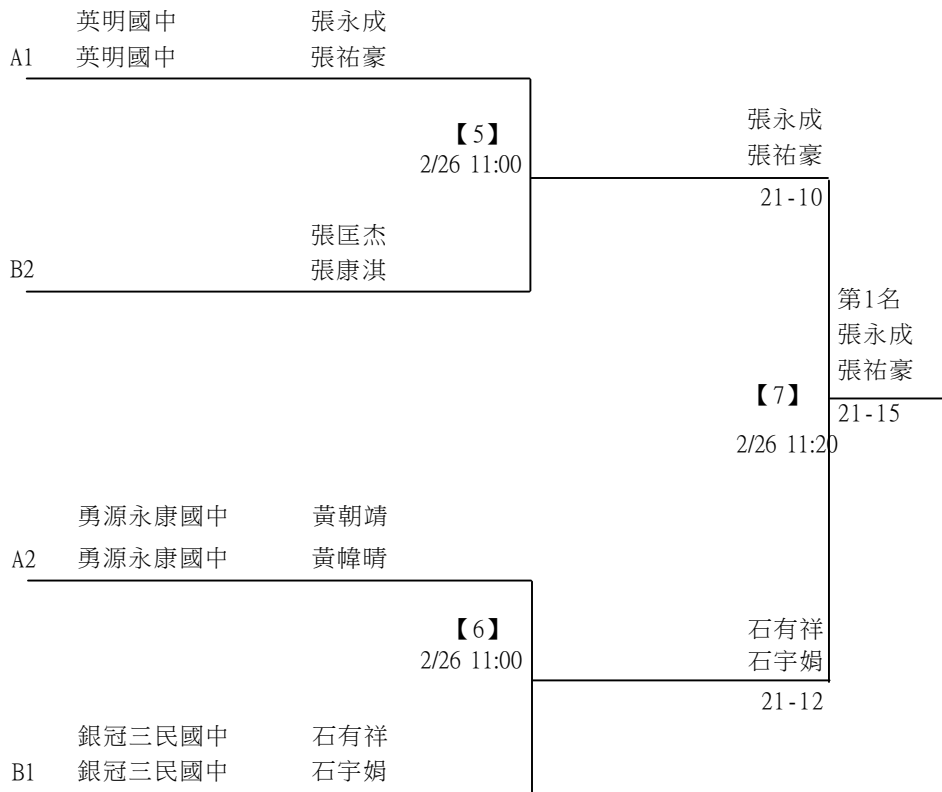 英明國中 張永成
A1 英明國中 張祐豪
【5】
2/26 11:00
張永成
張祐豪
21-10
張匡杰
B2 張康淇
第1名
張永成
張祐豪
【7】
21-15
2/26 11:20
勇源永康國中 黃朝靖
A2 勇源永康國中 黃幃晴
【6】
2/26 11:00
石有祥
石宇娟
21-12
銀冠三民國中 石有祥
B1 銀冠三民國中 石宇娟